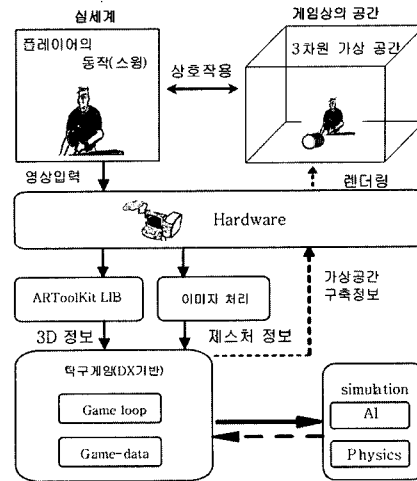 실세계
게임상의 공간
플레이어의
동작(스윙)
상호작용
3차원 가상 공간
영상입력
렌더링
Hardware
ARToolKit LIB
이미자 처리
가상공간
구축정보
3D 정보
제스처 정보
탁구게임(DX기반)
Game loop
Game-data
simulation
AI
Physics